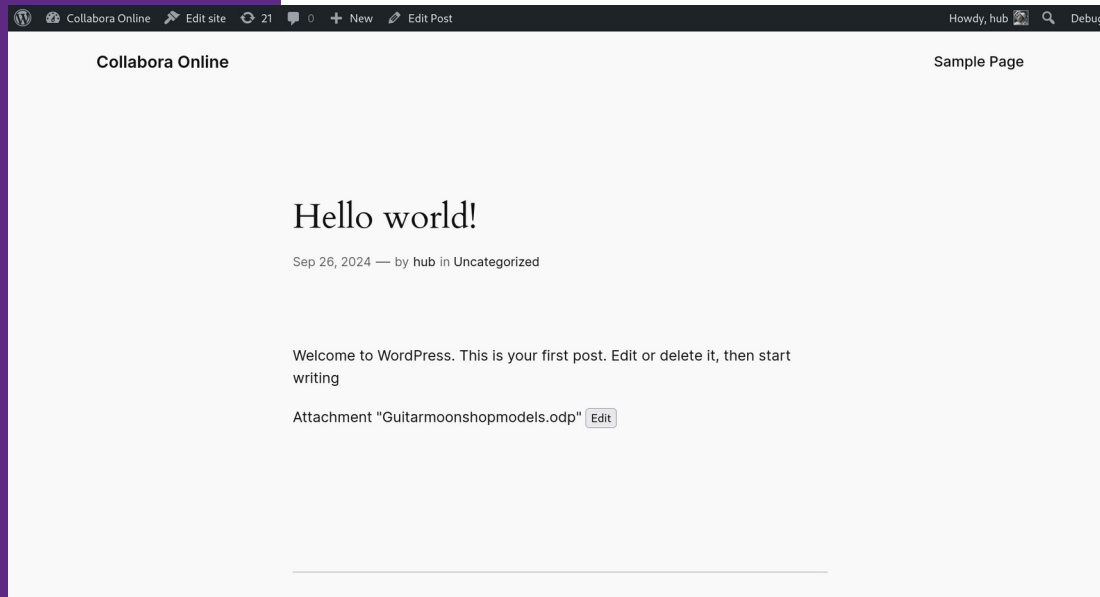 Collabora Online Edit site 21 0 New Edit Post Howdy, hub Debug
Collabora Online Sample Page
Hello world!
Sep 26, 2024 — by hub in Uncategorized
Welcome to WordPress. This is your first post. Edit or delete it, then start
writing
Attachment "Guitarmoonshopmodels.odp" Edit